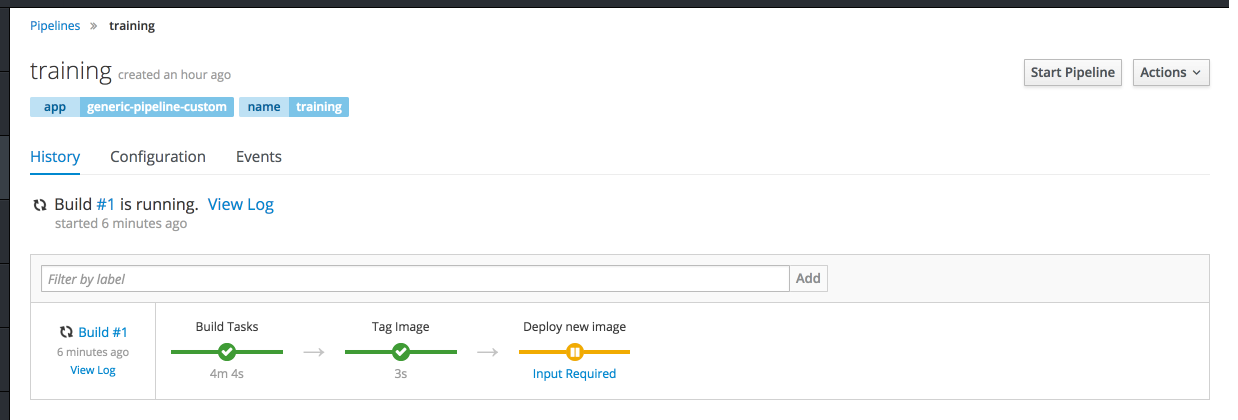 Pipelines » training
training created an hour ago
Start Pipeline Actions
app generic-pipeline-custom name training
History Configuration Events
Build #1 is running. View Log
started 6 minutes ago
Filter by label Add
Build #1
6 minutes ago
View Log
Build Tasks
4m 4s
Tag Image
3s
Deploy new image
Input Required